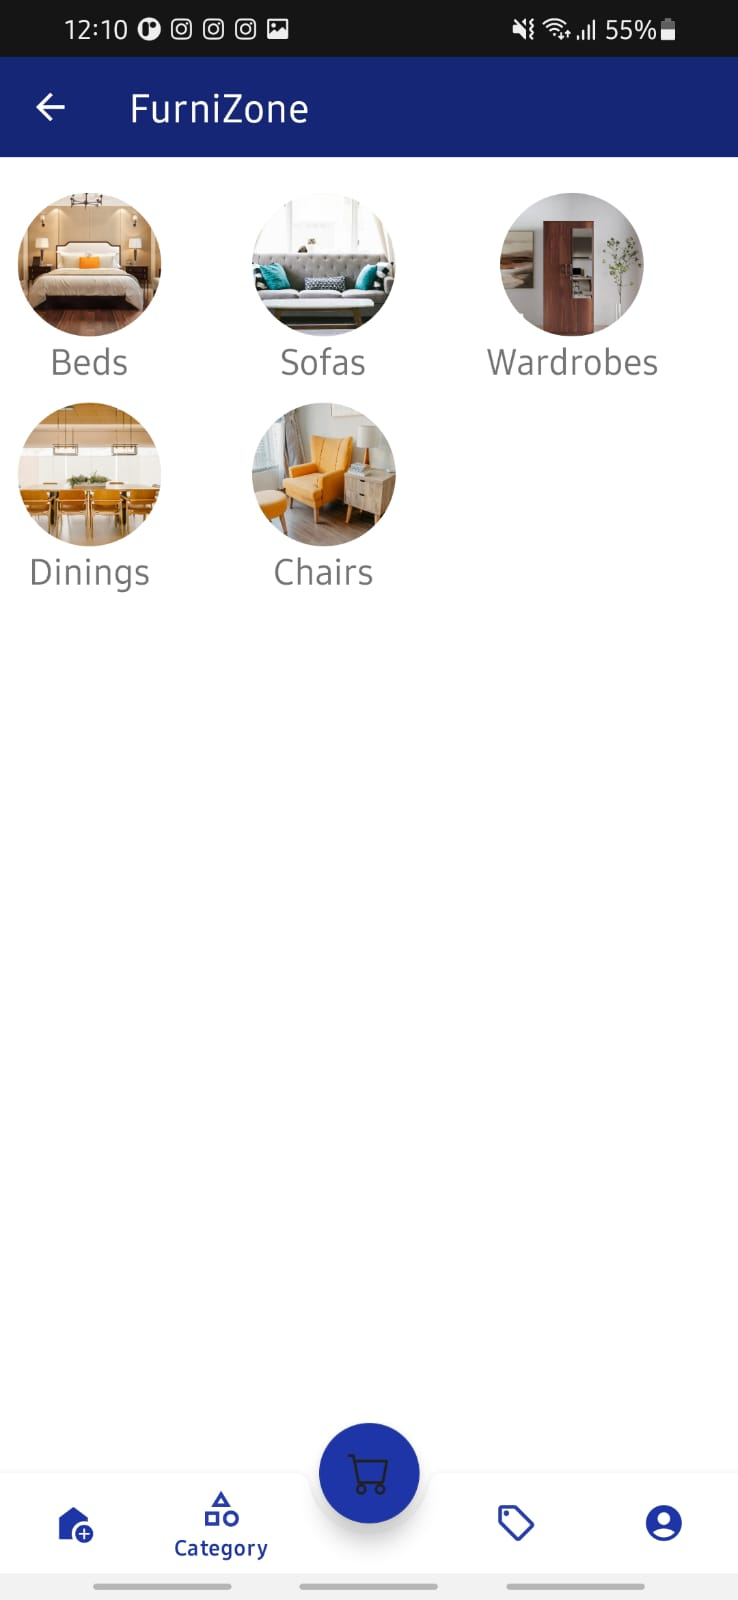 12:10 55%
FurniZone
Beds Sofas Wardrobes
Dinings Chairs
Category